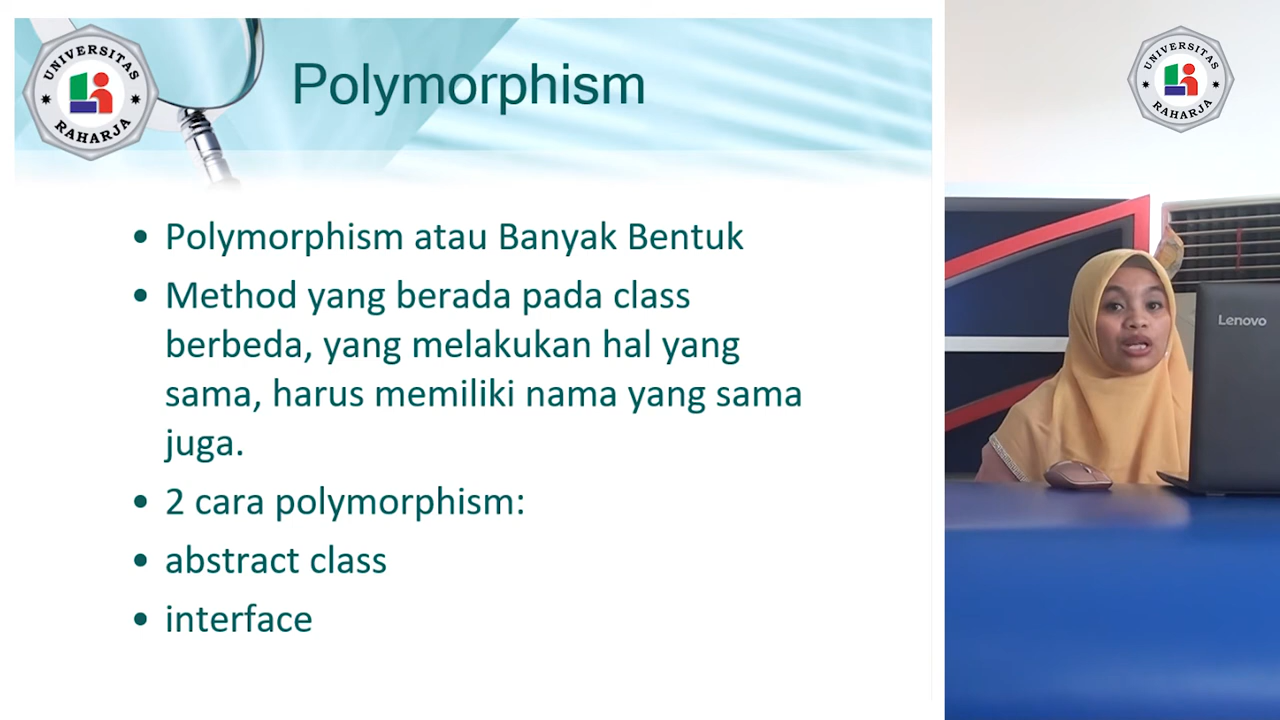 UNIVERSITAS
RAHARJA
Polymorphism
• Polymorphism atau Banyak Bentuk
• Method yang berada pada class
berbeda, yang melakukan hal yang
sama, harus memiliki nama yang sama
juga.
• 2 cara polymorphism:
• abstract class
• interface
UNIVERSITAS
RAHARJA
Lenovo